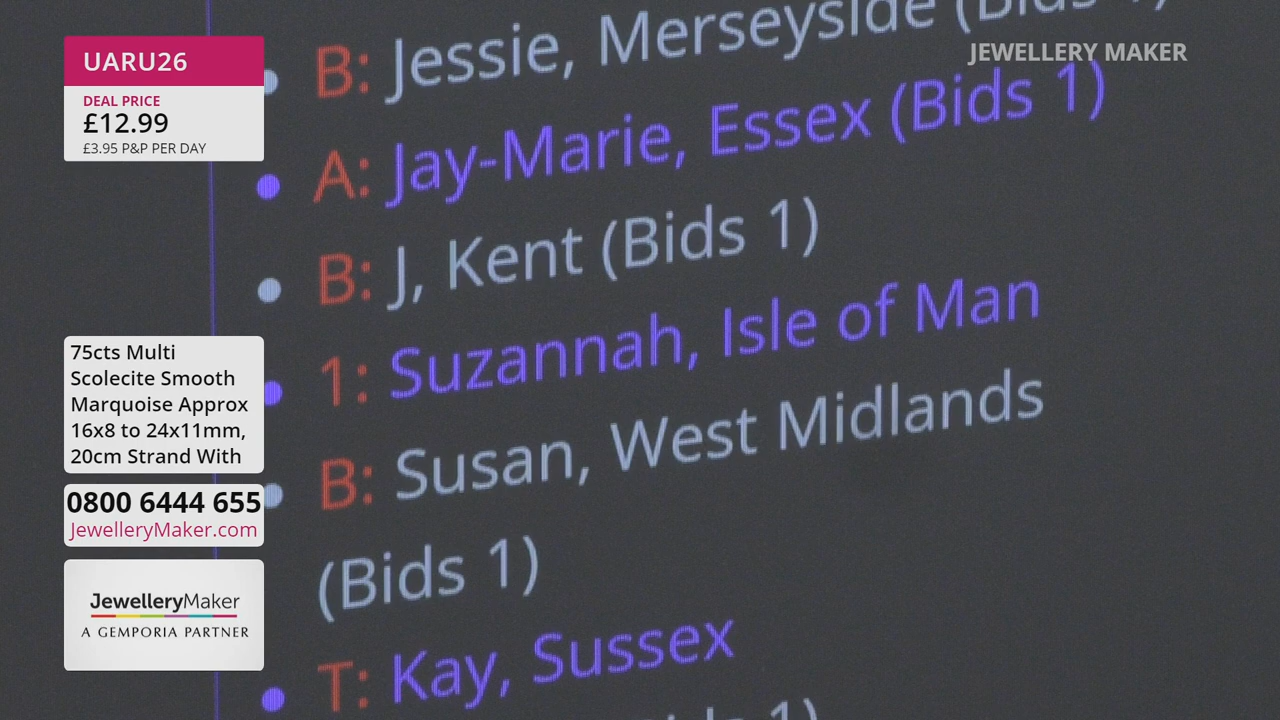 UARU26
DEAL PRICE
£12.99
£3.95 P&P PER DAY
JEWELLERY MAKER
B: Jessie, Merseyside (Bids 1)
A: Jay-Marie, Essex (Bids 1)
B: J, Kent (Bids 1)
1: Suzannah, Isle of Man
B: Susan, West Midlands
(Bids 1)
T: Kay, Sussex
75cts Multi
Scolecite Smooth
Marquoise Approx
16x8 to 24x11mm,
20cm Strand With
0800 6444 655
JewelleryMaker.com
JewelleryMaker
A GEMPORIA PARTNER